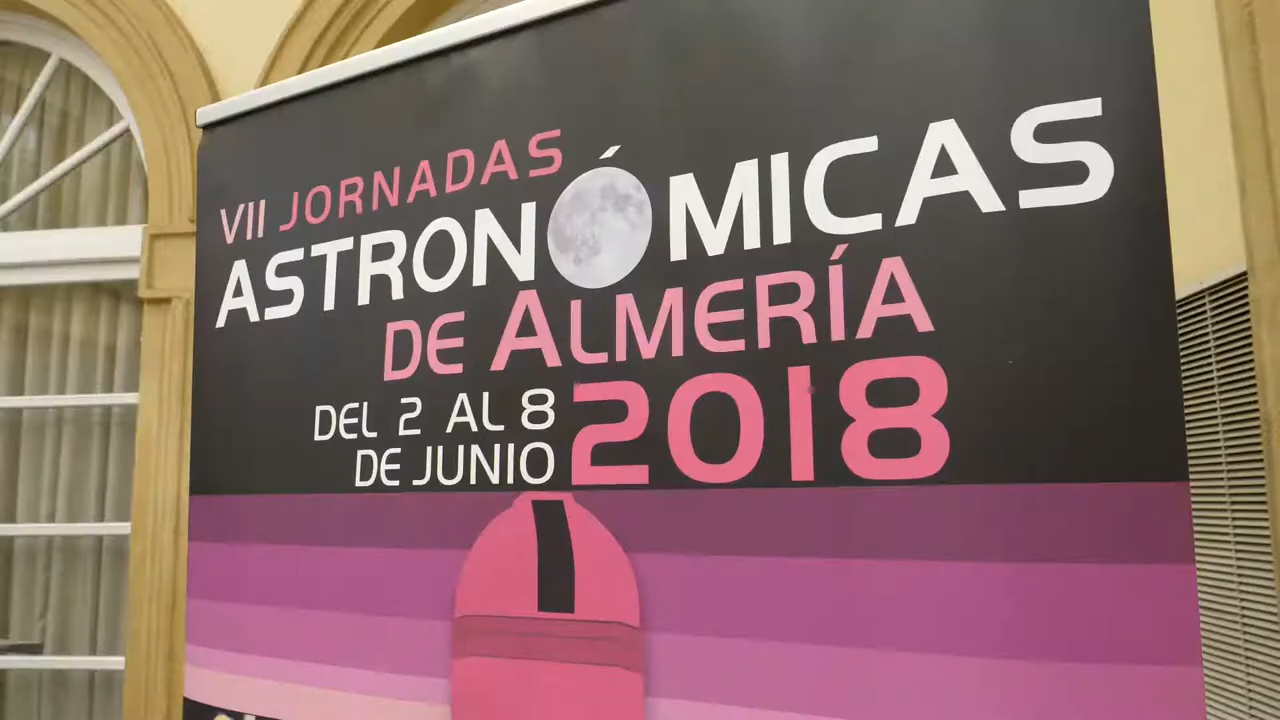 VII JORNADAS
ASTRONÓMICAS
DE ALMERÍA
DEL 2 AL 8
DE JUNIO
2018